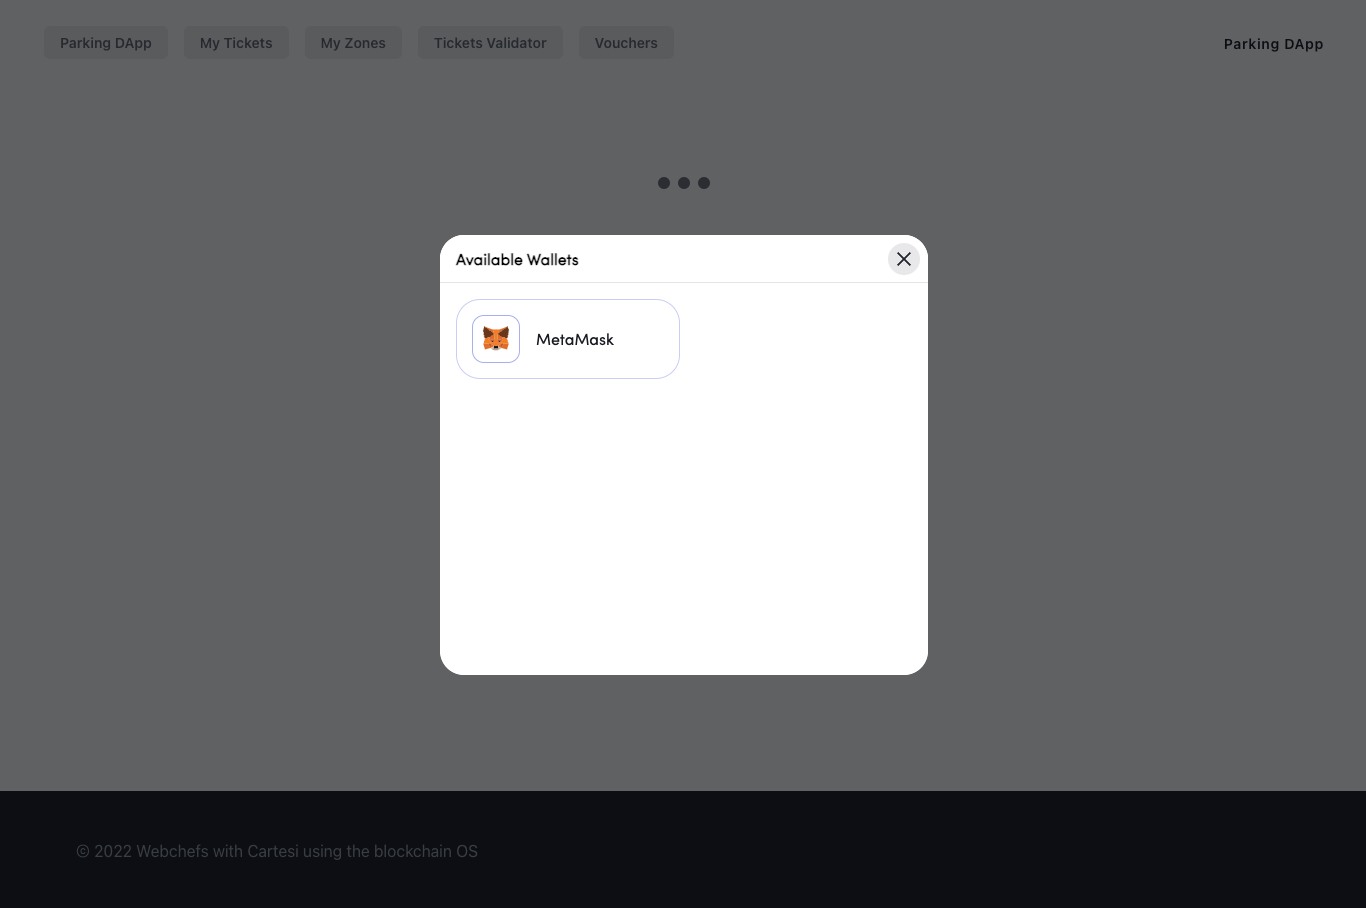 Parking DApp
My Tickets
My Zones
Tickets Validator
Vouchers
Parking DApp
Available Wallets
MetaMask
© 2022 Webchefs with Cartesi using the blockchain OS